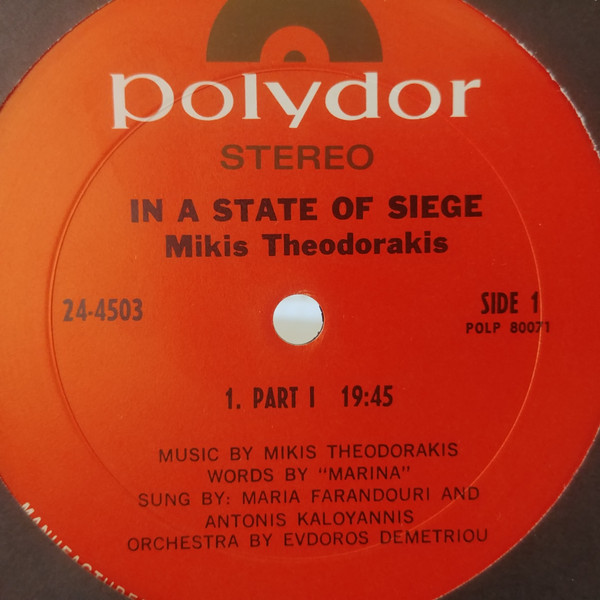 polydor
STEREO
IN A STATE OF SIEGE
Mikis Theodorakis
24-4503
SIDE 1
POLP 80071
1. PART I 19:45
MUSIC BY MIKIS THEODORAKIS
WORDS BY "MARINA"
SUNG BY: MARIA FARANDOURI AND
ANTONIS KALOYANNIS
ORCHESTRA BY EVDOROS DEMETRIOU